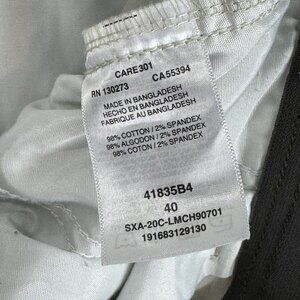 CARE301
RN 130273 CA55394
MADE IN BANGLADESH
HECHO EN BANGLADESH
FABRIQUE AU BANGLADESH
98% COTTON / 2% SPANDEX
98% ALGODON / 2% SPANDEX
98% COTON / 2% SPANDEX
41835B4
40
SXA-20C-LMCH90701
191683129130